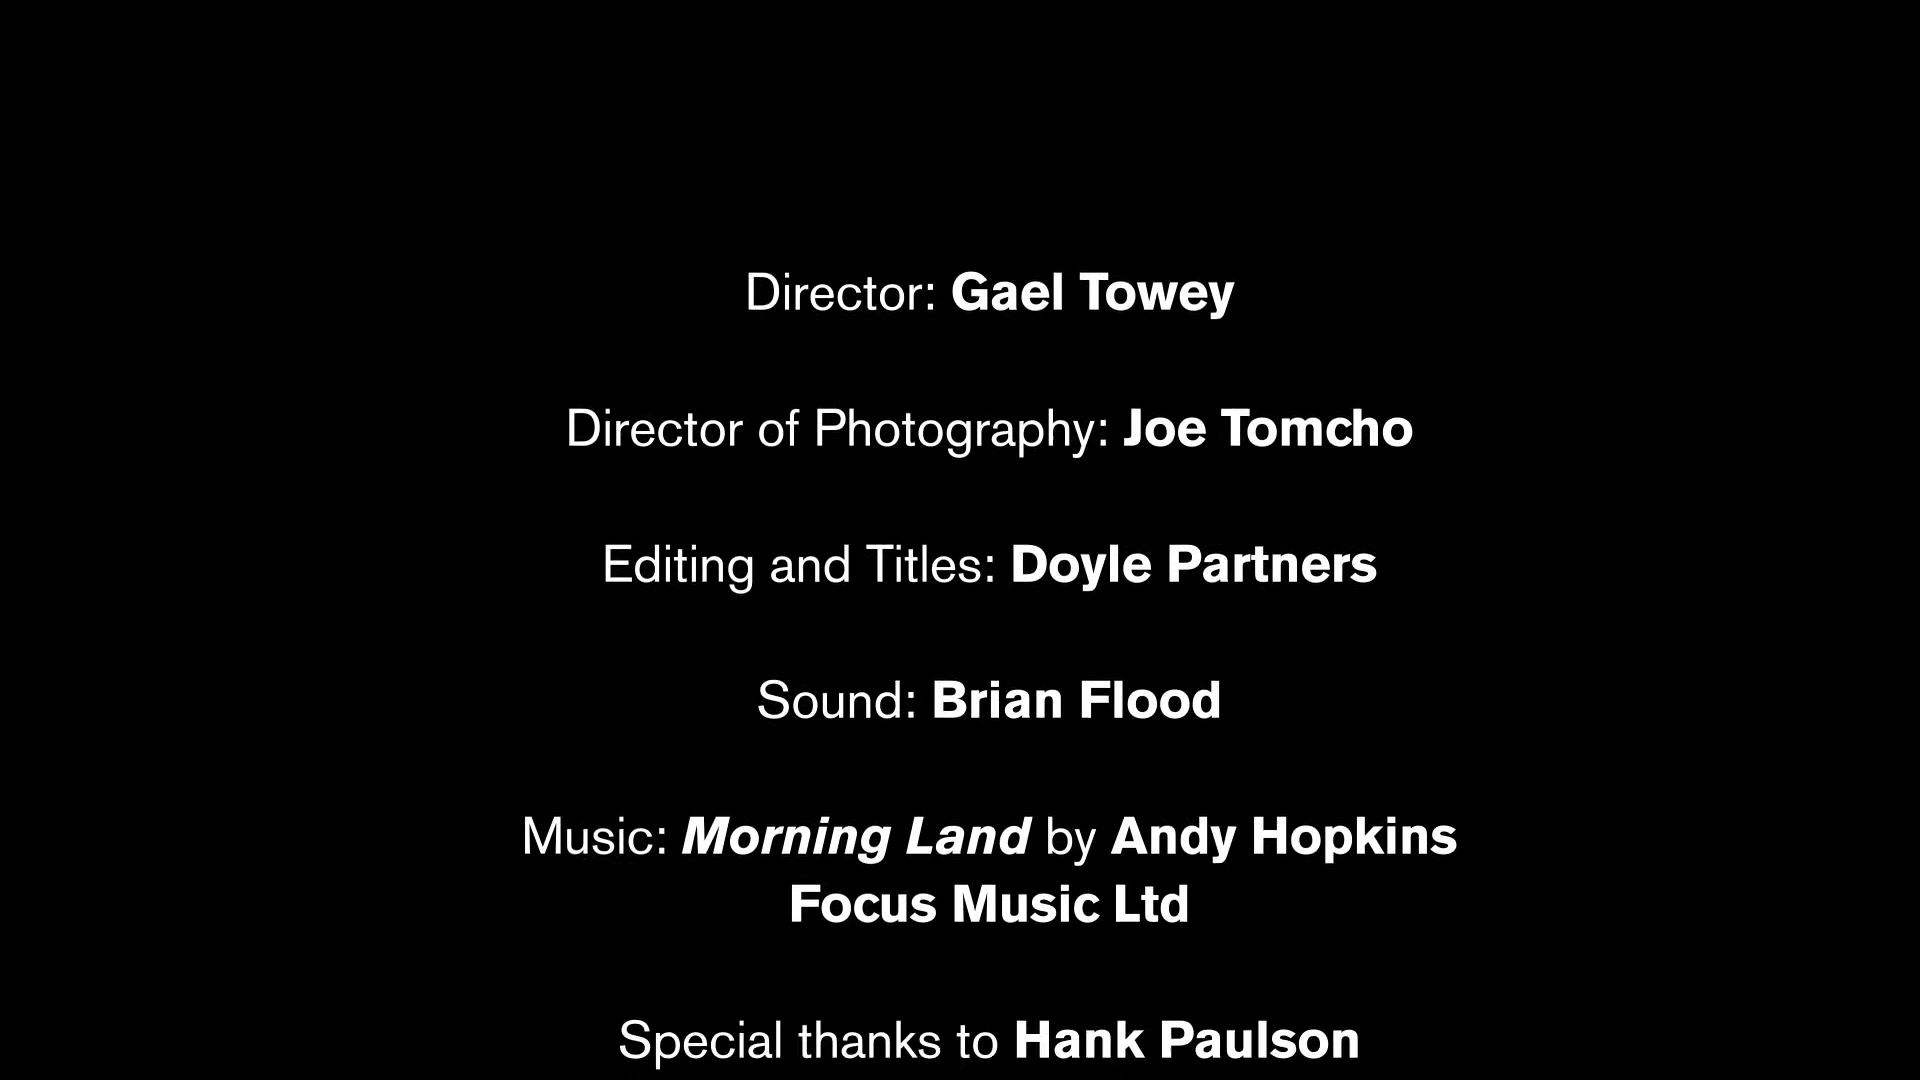 Director: Gael Towey
Director of Photography: Joe Tomcho
Editing and Titles: Doyle Partners
Sound: Brian Flood
Music: Morning Land by Andy Hopkins
Focus Music Ltd
Special thanks to Hank Paulson